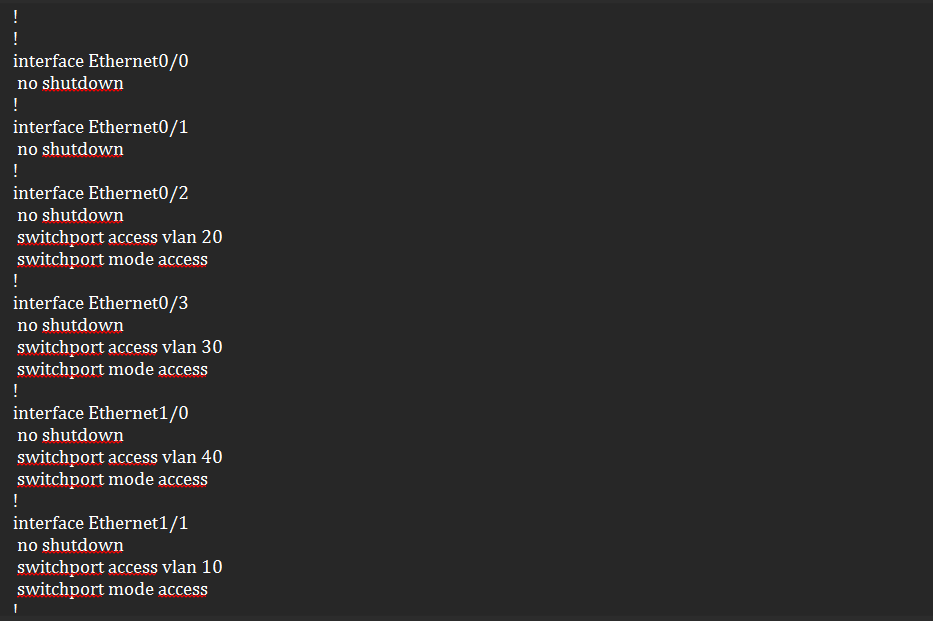 !
!
interface Ethernet0/0
no shutdown
!
interface Ethernet0/1
no shutdown
!
interface Ethernet0/2
no shutdown
switchport access vlan 20
switchport mode access
!
interface Ethernet0/3
no shutdown
switchport access vlan 30
switchport mode access
!
interface Ethernet1/0
no shutdown
switchport access vlan 40
switchport mode access
!
interface Ethernet1/1
no shutdown
switchport access vlan 10
switchport mode access
!